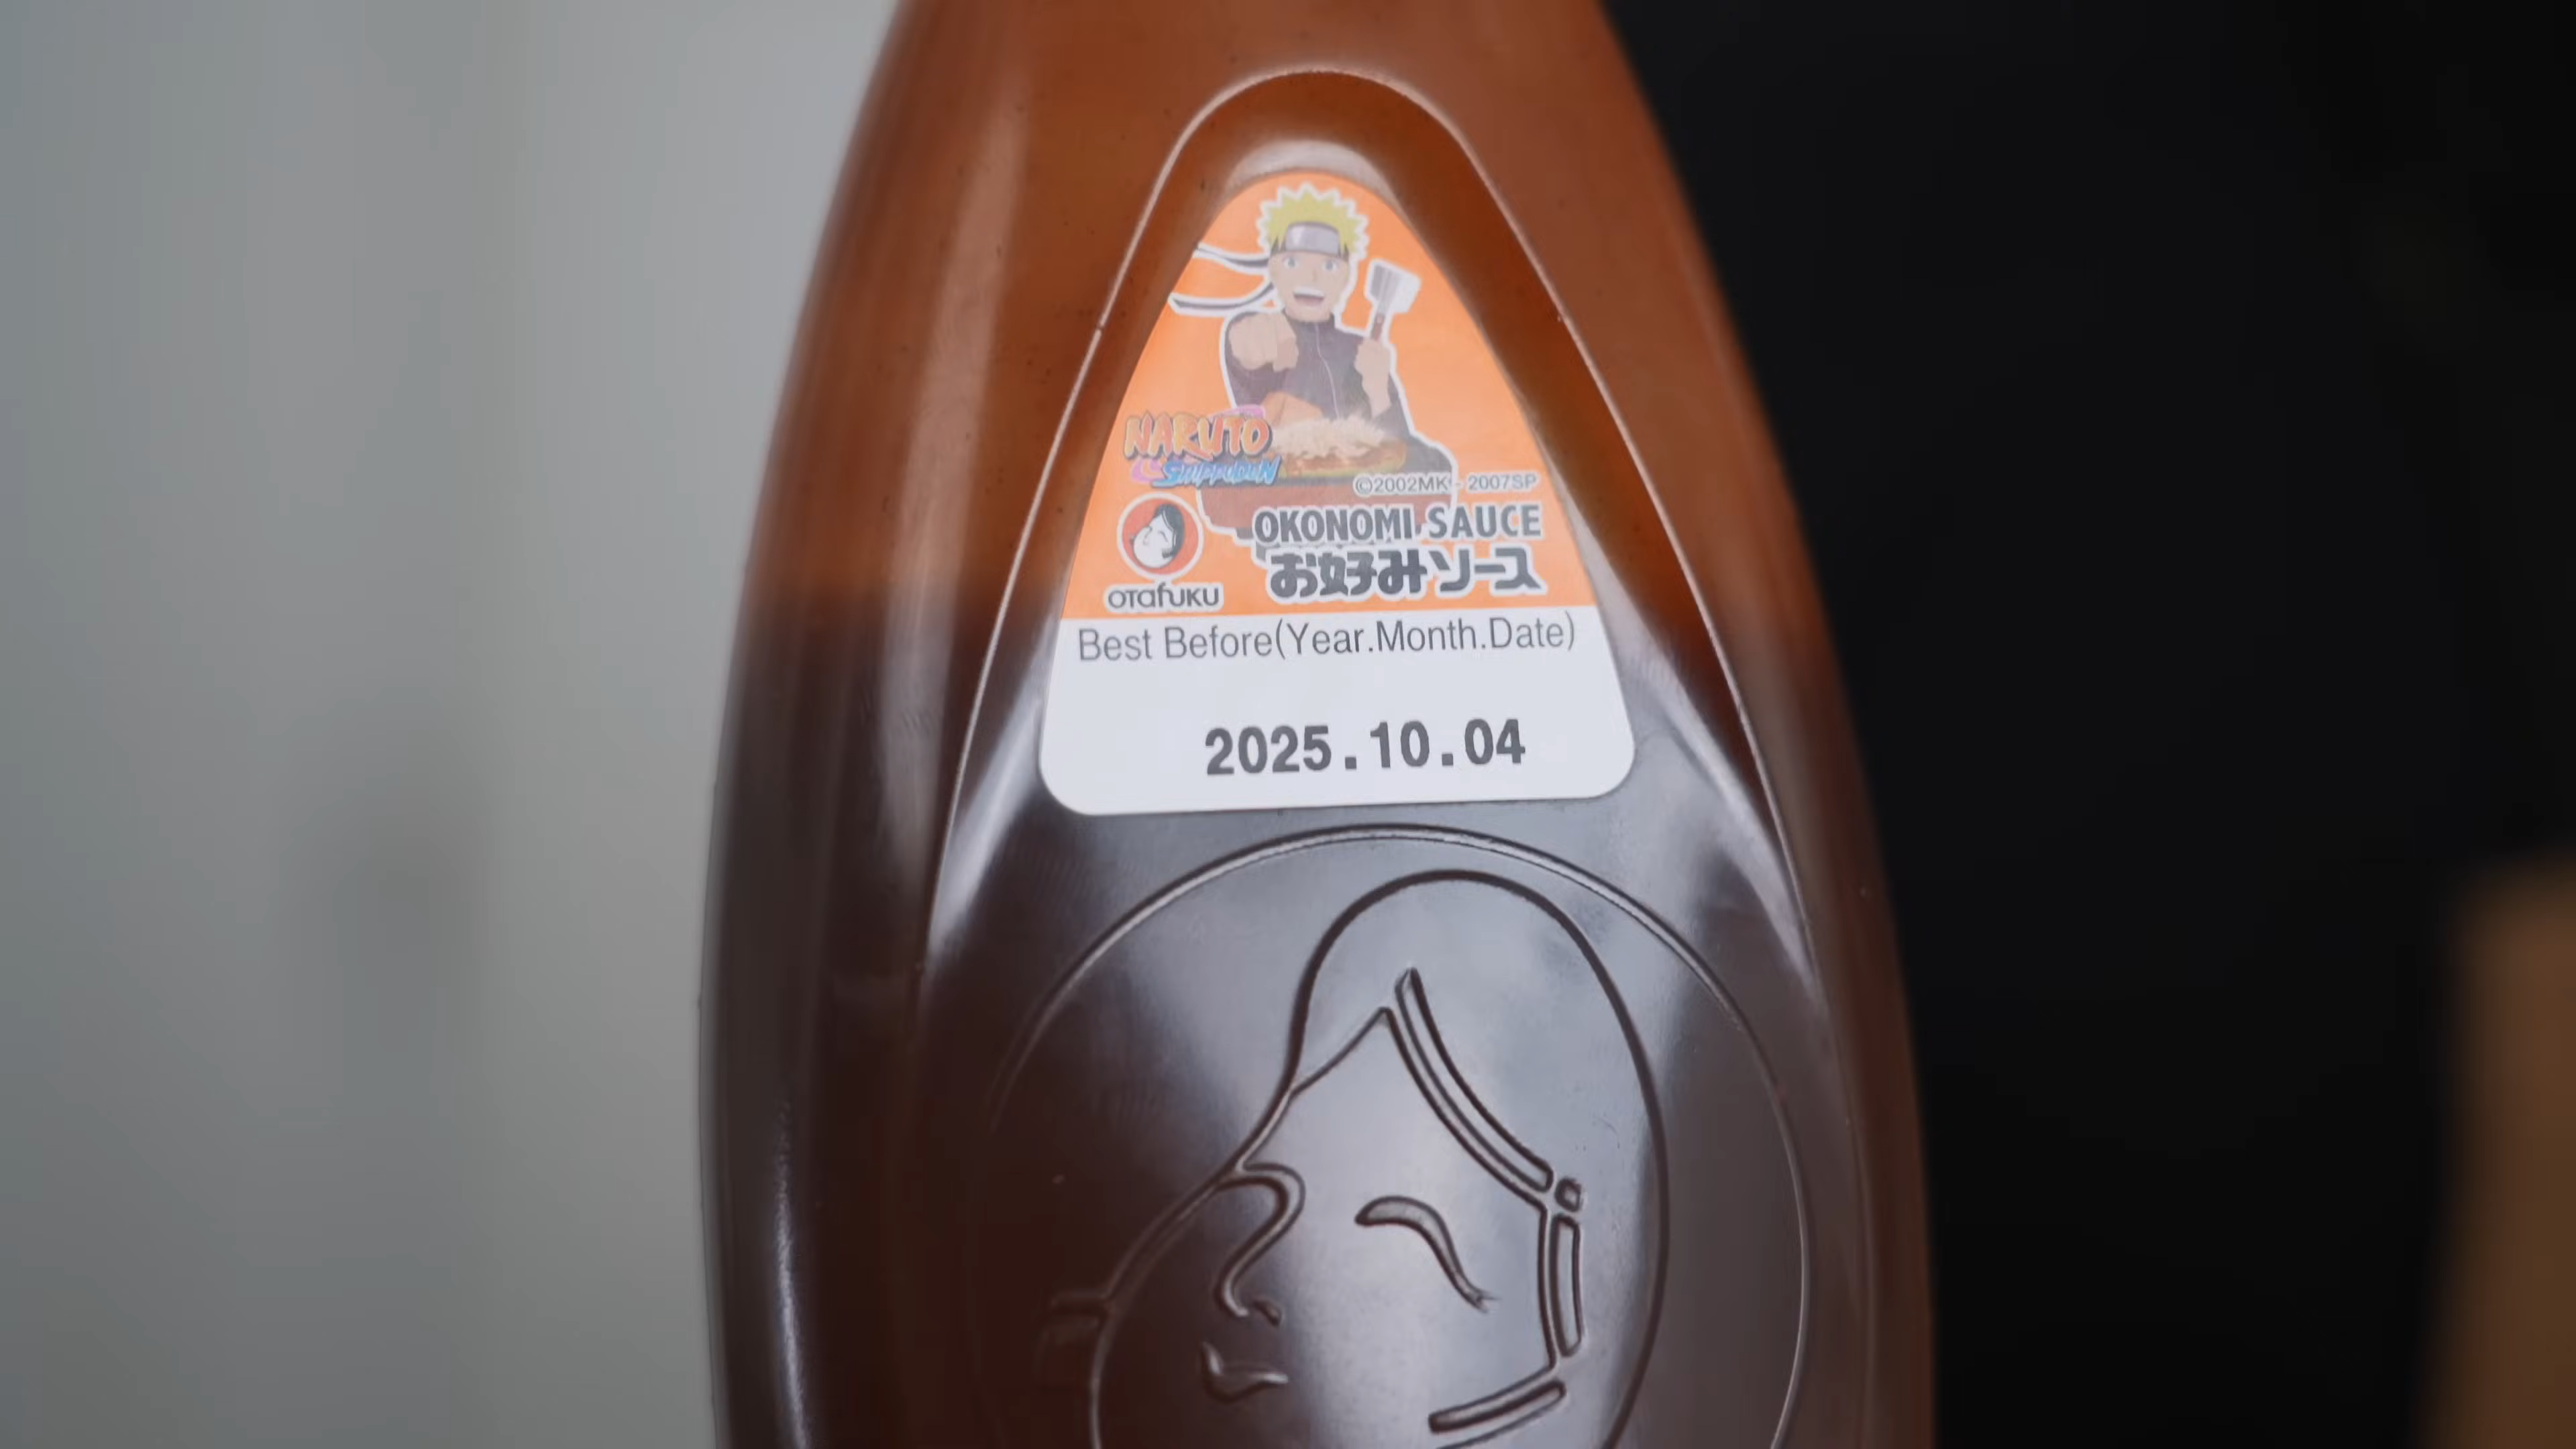 NARUTO
SHIPPUDEN
©2002MK - 2007SP
OKONOMI SAUCE
お好みソース
OTafUKU
Best Before(Year.Month.Date)
2025.10.04